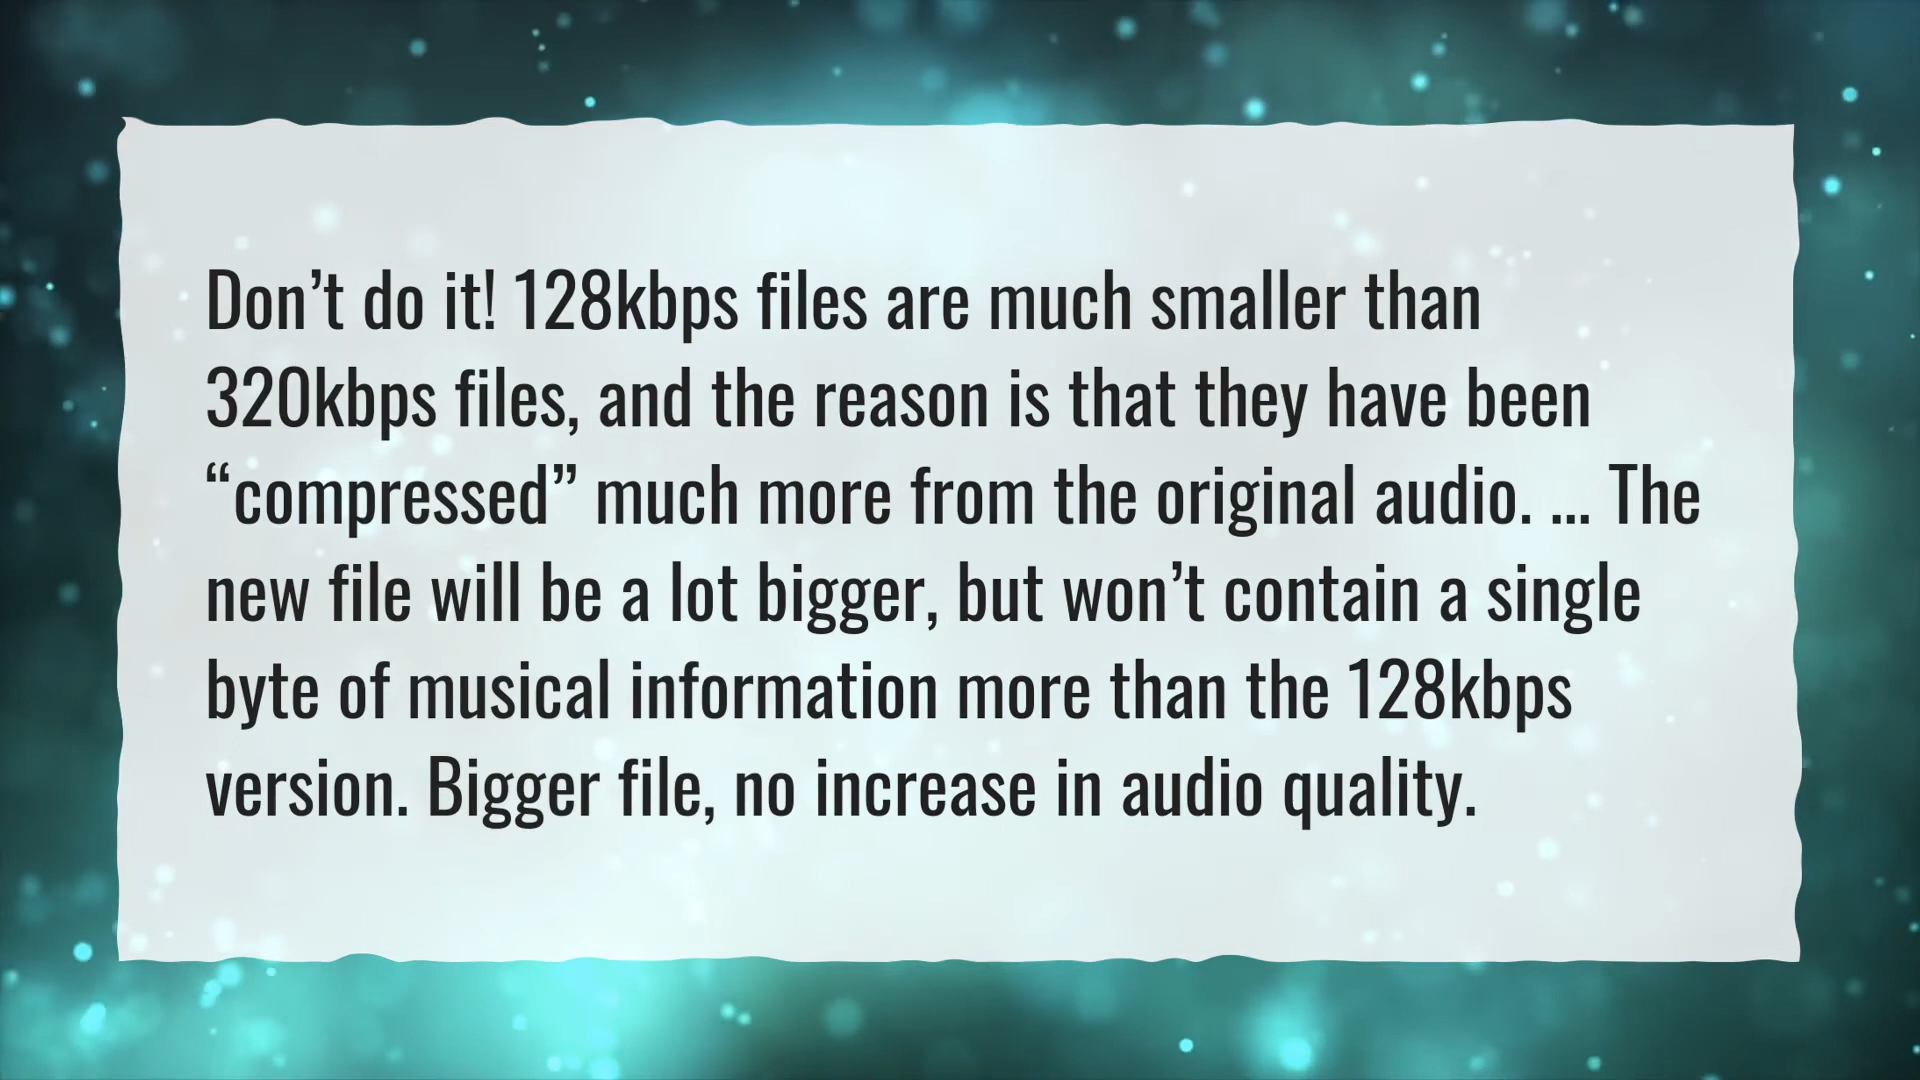 Don’t do it! 128kbps files are much smaller than
320kbps files, and the reason is that they have been
“compressed” much more from the original audio. ... The
new file will be a lot bigger, but won’t contain a single
byte of musical information more than the 128kbps
version. Bigger file, no increase in audio quality.